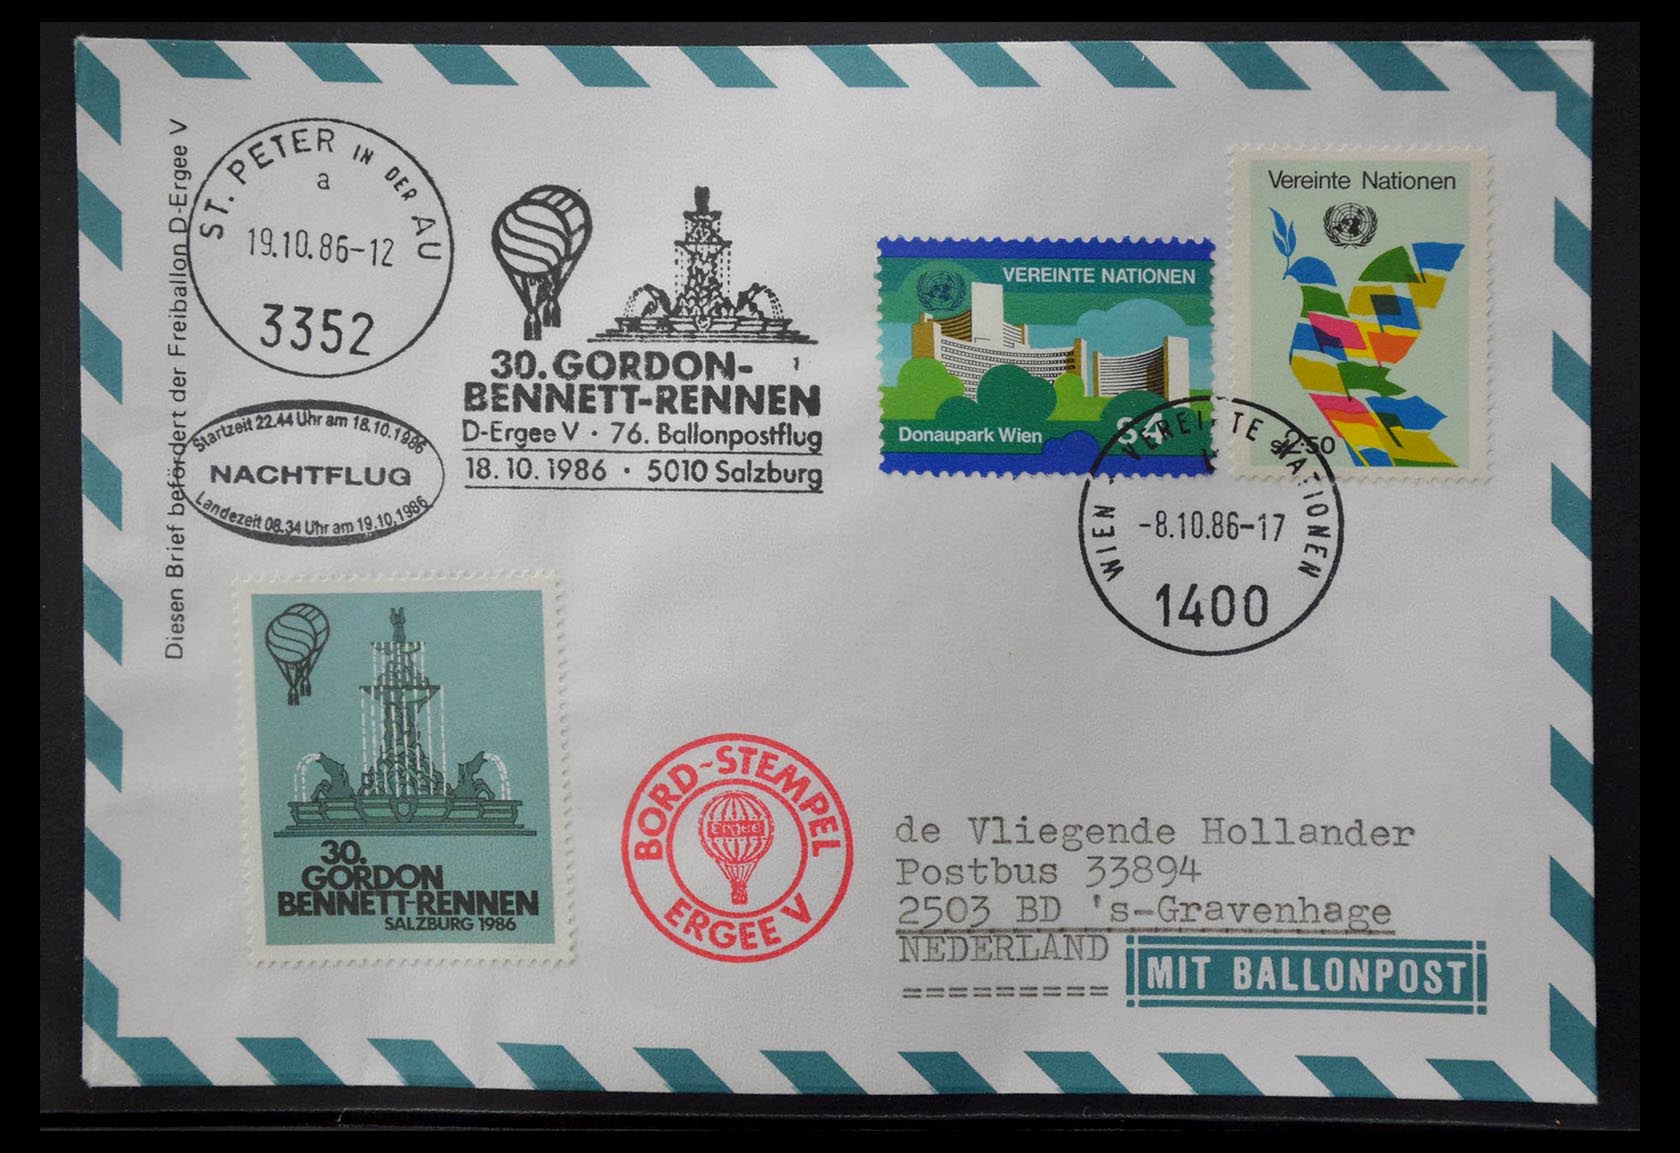 Diesen Brief befördert der Freiballon D-Ergee V
ST. PETER IN DER AU
a
19.10.86-12
3352
Startzeit 22.44 Uhr am 18.10.1986
NACHTFLUG
Landezeit 08.34 Uhr am 19.10.1986
30. GORDON-
BENNETT-RENNEN
D-Ergee V · 76. Ballonpostflug
18.10.1986 · 5010 Salzburg
VEREINTE NATIONEN
Donaupark Wien
S4
Vereinte Nationen
s2·50
WIEN - VEREINTE NATIONEN
-8.10.86-17
1400
30.
GORDON
BENNETT-RENNEN
SALZBURG 1986
BORD-STEMPEL
Ergee
ERGEE V
de Vliegende Hollander
Postbus 33894
2503 BD 's-Gravenhage
NEDERLAND
=========
MIT BALLONPOST